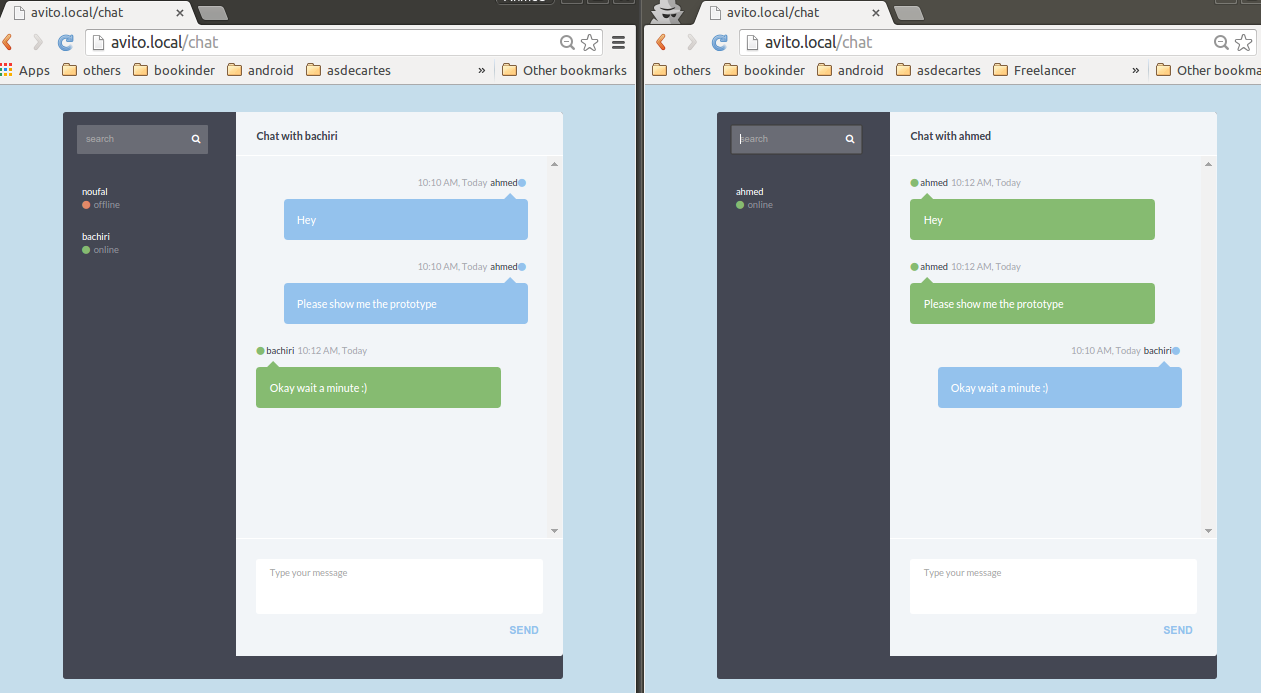 avito.local/chat
avito.local/chat
Apps others bookinder android asdecartes » Other bookmarks
search
noufal
offline
bachiri
online
Chat with bachiri
10:10 AM, Today ahmed
Hey
10:10 AM, Today ahmed
Please show me the prototype
bachiri 10:12 AM, Today
Okay wait a minute :)
Type your message
SEND
avito.local/chat
avito.local/chat
others bookinder android asdecartes Freelancer » Other bookma
search
ahmed
online
Chat with ahmed
ahmed 10:12 AM, Today
Hey
ahmed 10:12 AM, Today
Please show me the prototype
10:10 AM, Today bachiri
Okay wait a minute :)
Type your message
SEND